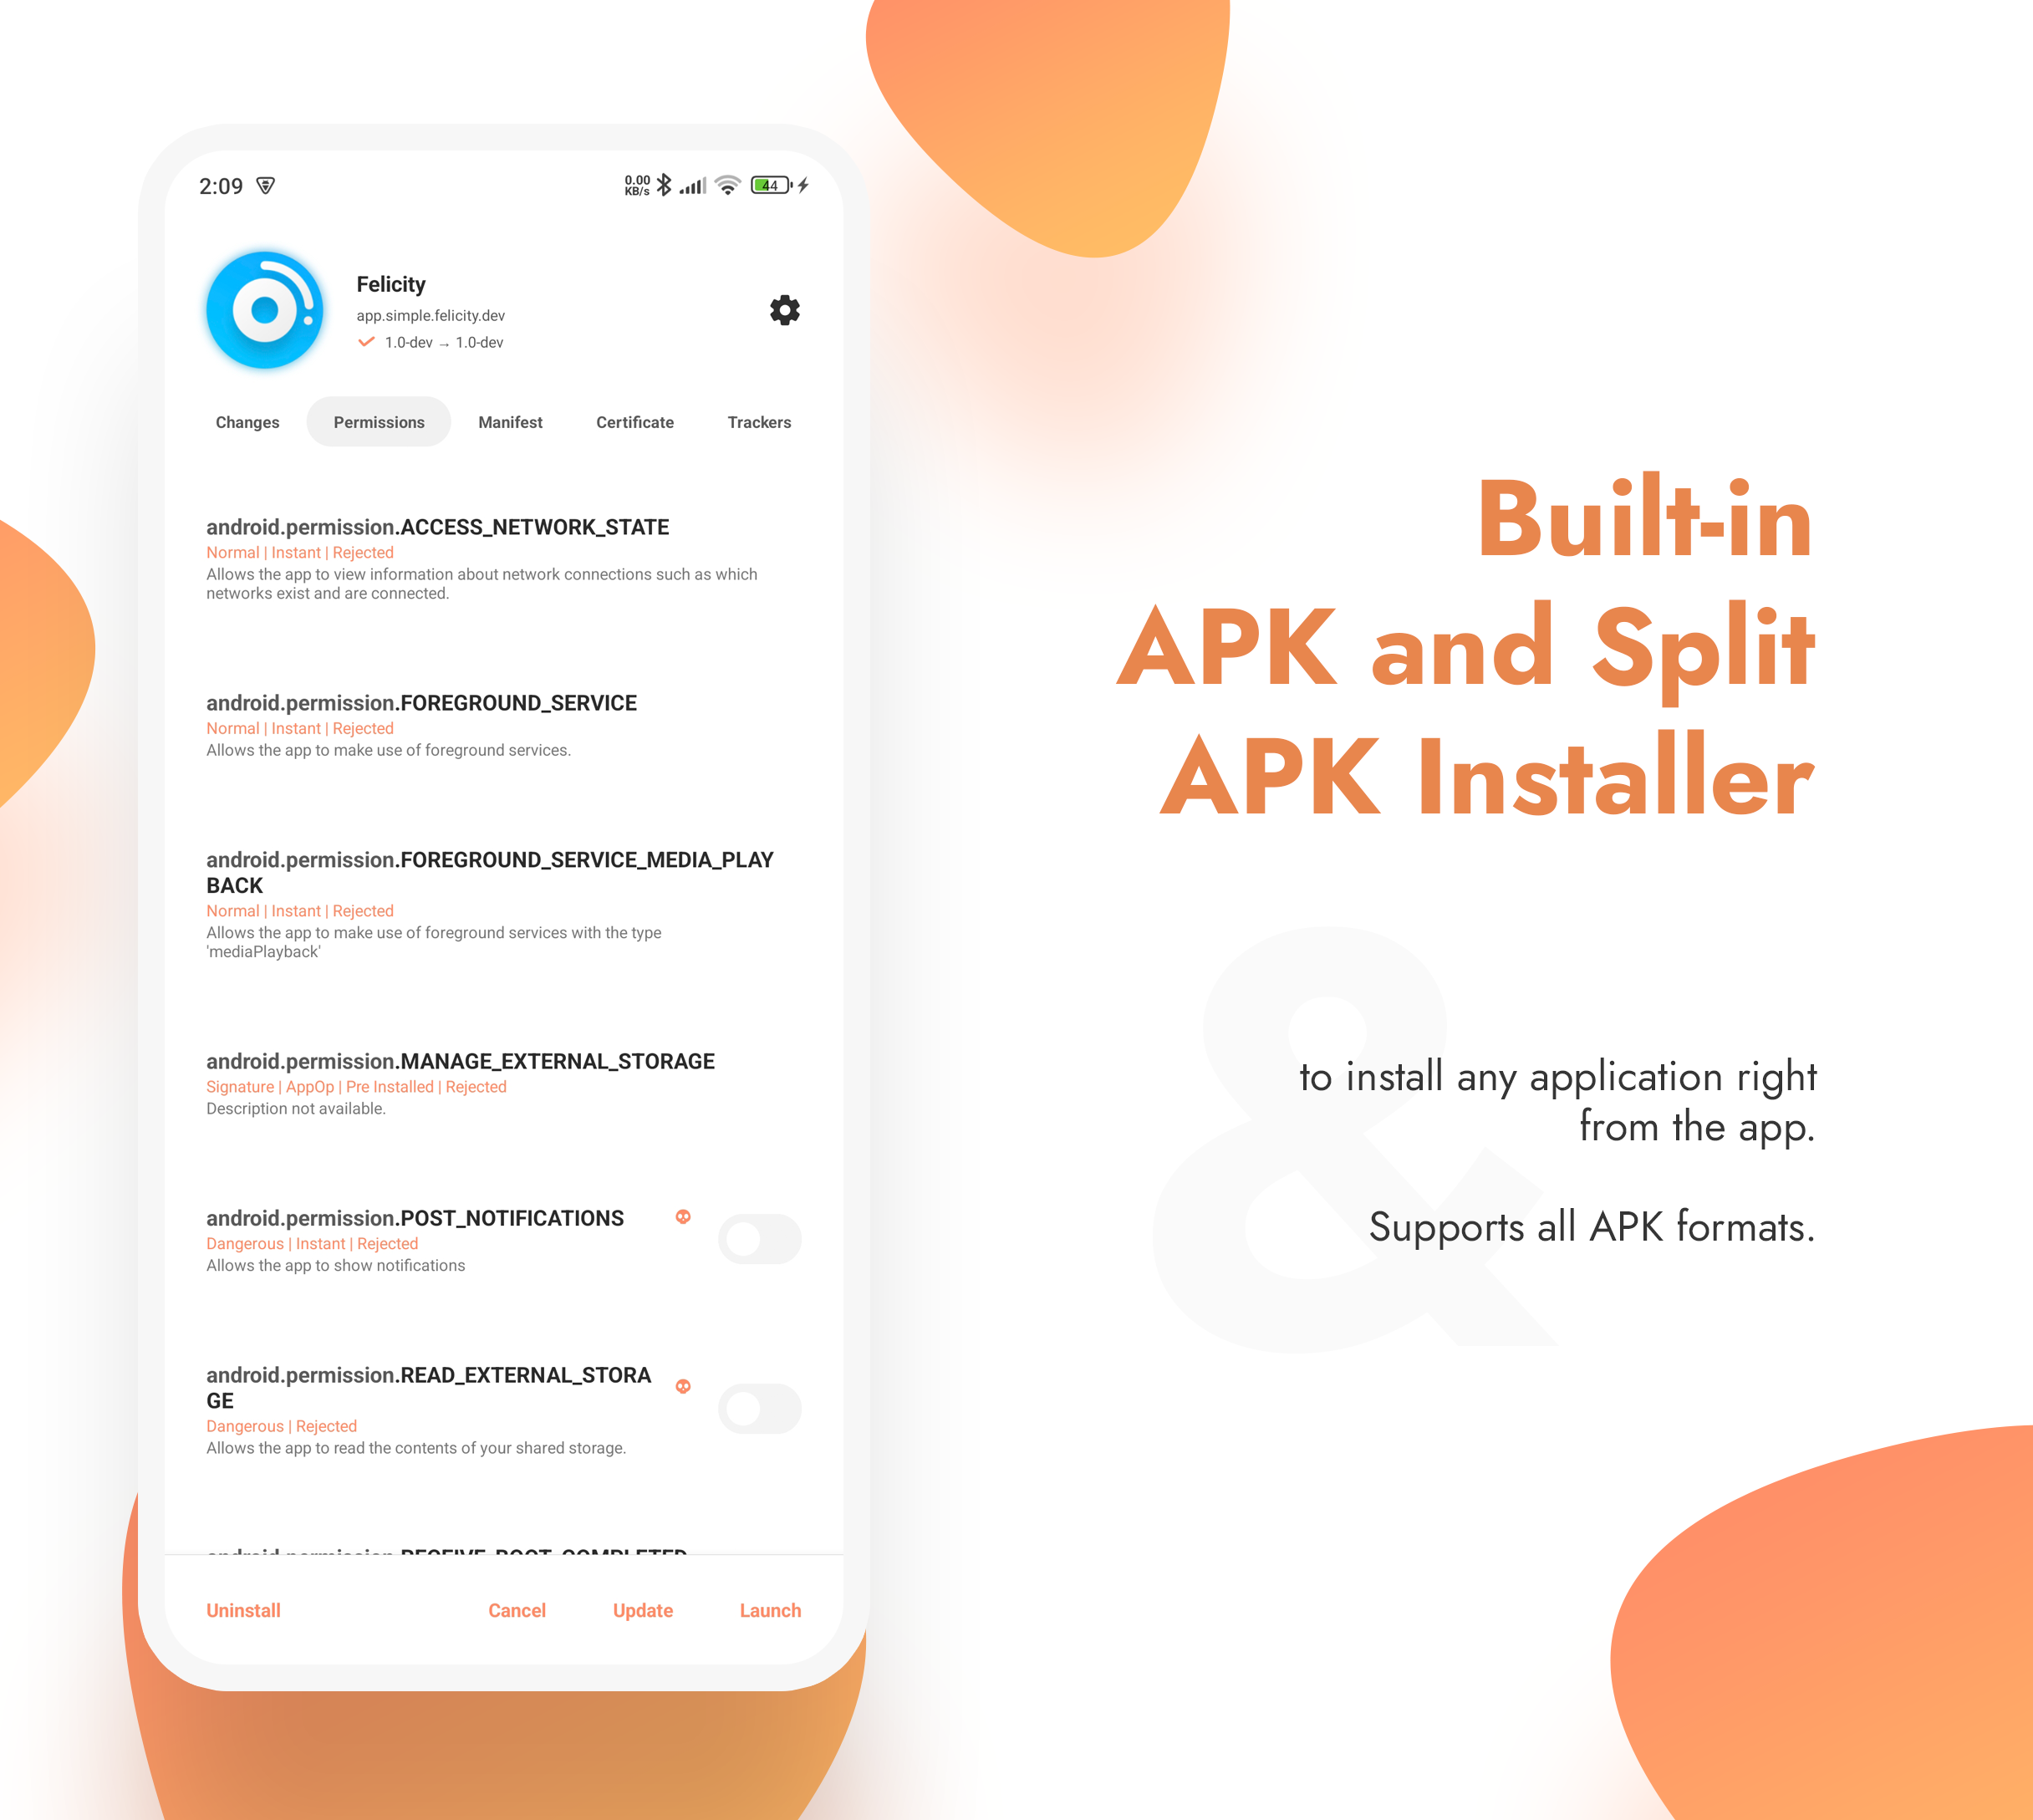 2:09
0.00
KB/s
44
Felicity
app.simple.felicity.dev
1.0-dev → 1.0-dev
Changes Permissions Manifest Certificate Trackers
android.permission.ACCESS_NETWORK_STATE
Normal | Instant | Rejected
Allows the app to view information about network connections such as which
networks exist and are connected.
android.permission.FOREGROUND_SERVICE
Normal | Instant | Rejected
Allows the app to make use of foreground services.
android.permission.FOREGROUND_SERVICE_MEDIA_PLAY
BACK
Normal | Instant | Rejected
Allows the app to make use of foreground services with the type
'mediaPlayback'
android.permission.MANAGE_EXTERNAL_STORAGE
Signature | AppOp | Pre Installed | Rejected
Description not available.
android.permission.POST_NOTIFICATIONS
Dangerous | Instant | Rejected
Allows the app to show notifications
android.permission.READ_EXTERNAL_STORA
GE
Dangerous | Rejected
Allows the app to read the contents of your shared storage.
android.permission.RECEIVE_BOOT_COMPLETED
Uninstall Cancel Update Launch
Built-in
APK and Split
APK Installer
&
to install any application right
from the app.
Supports all APK formats.